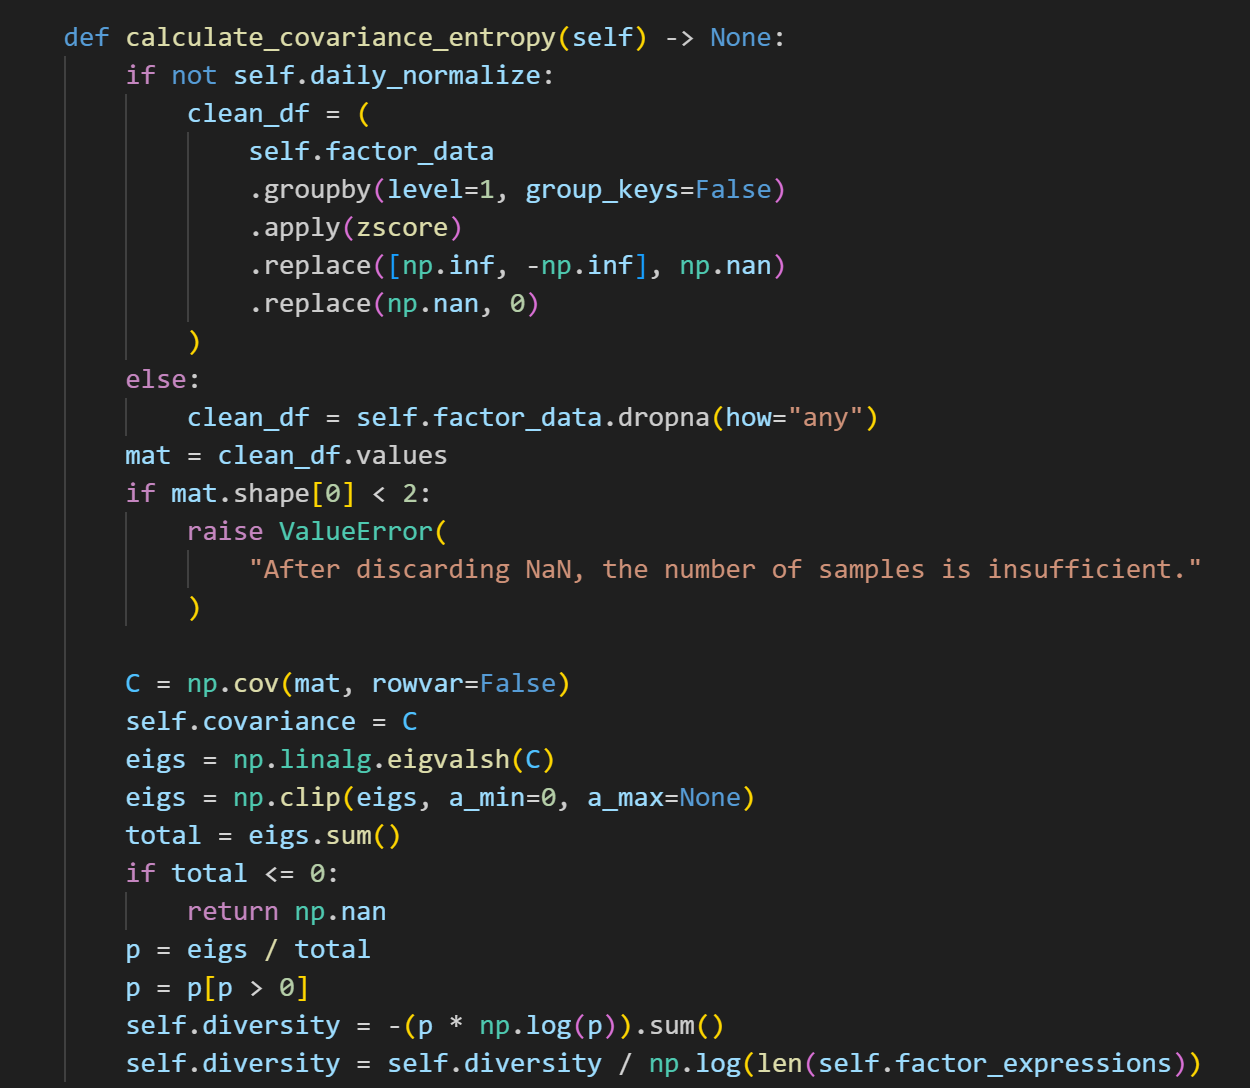 def calculate_covariance_entropy(self) -> None:
    if not self.daily_normalize:
        clean_df = (
            self.factor_data
            .groupby(level=1, group_keys=False)
            .apply(zscore)
            .replace([np.inf, -np.inf], np.nan)
            .replace(np.nan, 0)
        )
    else:
        clean_df = self.factor_data.dropna(how="any")
    mat = clean_df.values
    if mat.shape[0] < 2:
        raise ValueError(
            "After discarding NaN, the number of samples is insufficient."
        )

    C = np.cov(mat, rowvar=False)
    self.covariance = C
    eigs = np.linalg.eigvalsh(C)
    eigs = np.clip(eigs, a_min=0, a_max=None)
    total = eigs.sum()
    if total <= 0:
        return np.nan
    p = eigs / total
    p = p[p > 0]
    self.diversity = -(p * np.log(p)).sum()
    self.diversity = self.diversity / np.log(len(self.factor_expressions))